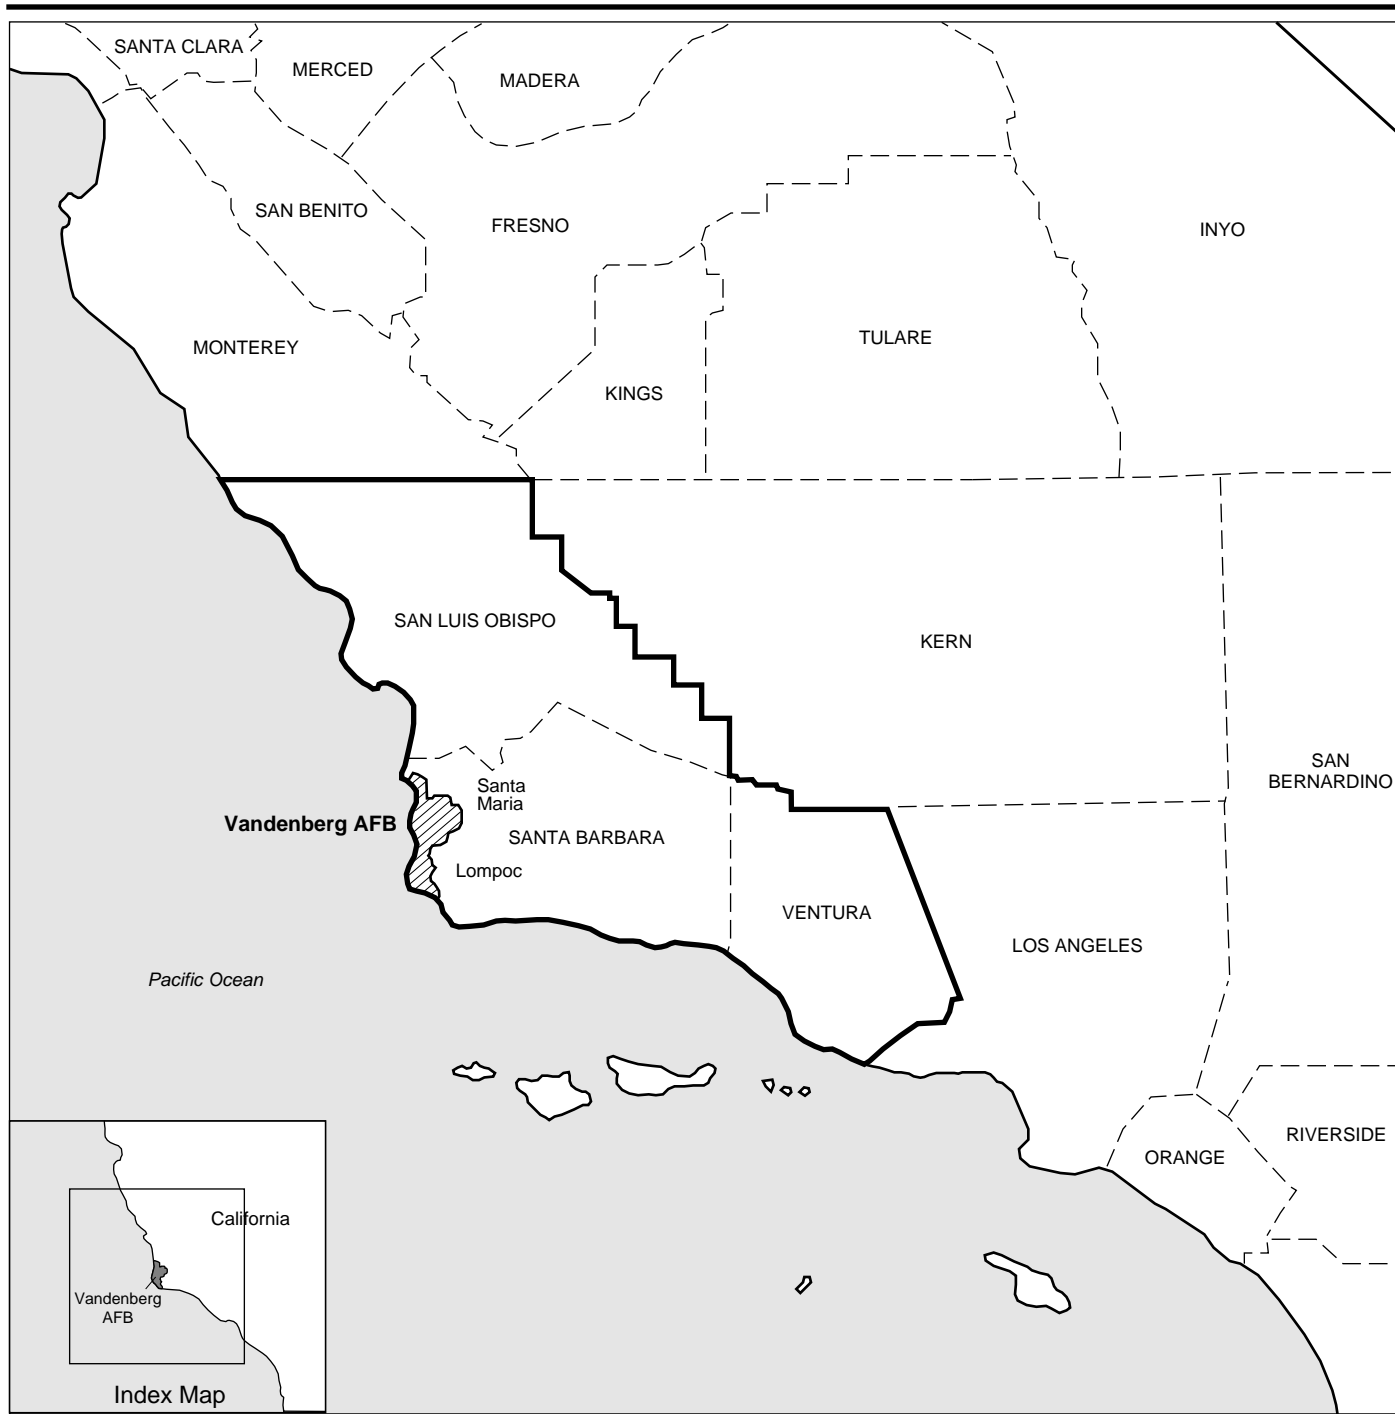 SANTA CLARA
MERCED
MADERA
SAN BENITO
FRESNO
INYO
MONTEREY
TULARE
KINGS
SAN LUIS OBISPO
KERN
SAN
BERNARDINO
Santa
Maria
Vandenberg AFB
SANTA BARBARA
Lompoc
VENTURA
LOS ANGELES
Pacific Ocean
RIVERSIDE
ORANGE
California
Vandenberg
AFB
Index Map